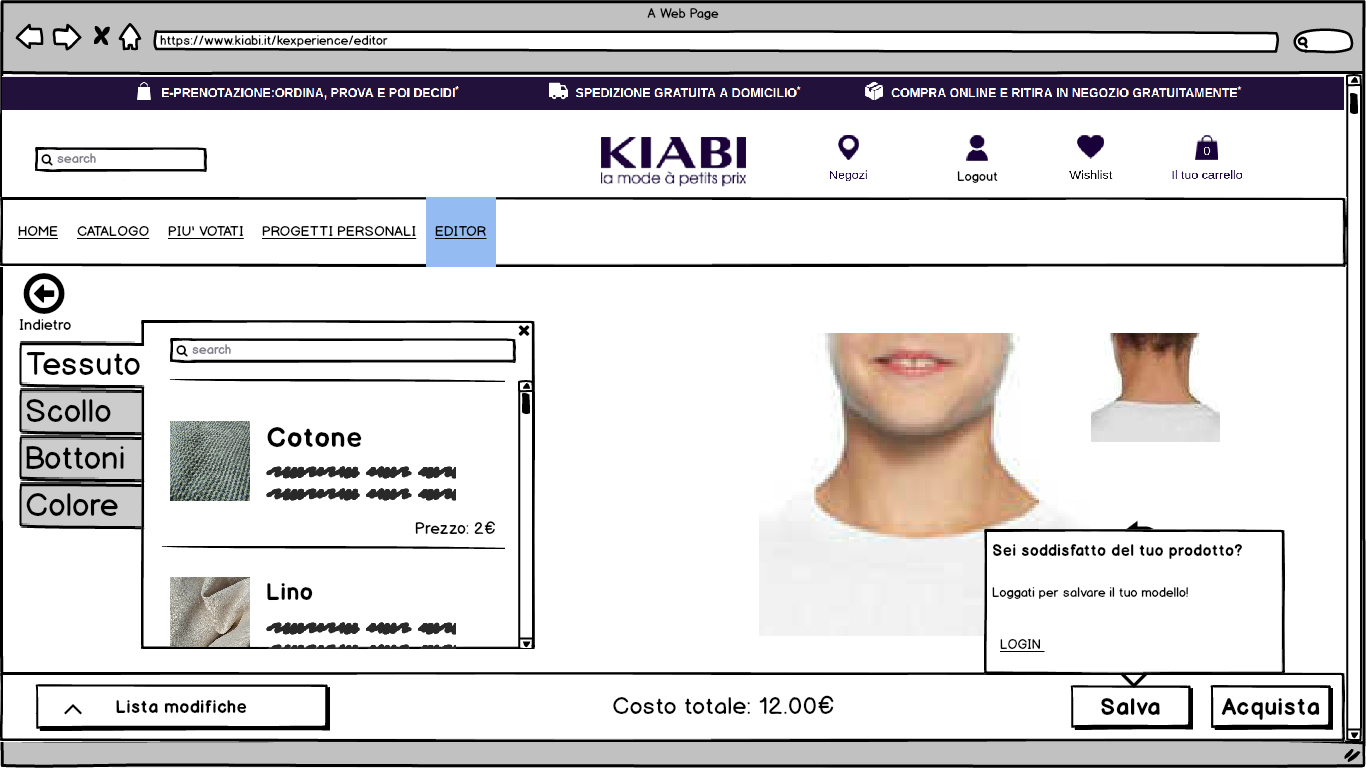 A Web Page
https://www.kiabi.it/kexperience/editor
E-PRENOTAZIONE:ORDINA, PROVA E POI DECIDI*
SPEDIZIONE GRATUITA A DOMICILIO*
COMPRA ONLINE E RITIRA IN NEGOZIO GRATUITAMENTE*
search
KIABI
la mode à petits prix
Negozi
Logout
Wishlist
0
Il tuo carrello
HOME CATALOGO PIU' VOTATI PROGETTI PERSONALI EDITOR
Indietro
Tessuto
Scollo
Bottoni
Colore
search
Cotone
Prezzo: 2€
Lino
Sei soddisfatto del tuo prodotto?
Loggati per salvare il tuo modello!
LOGIN
Lista modifiche
Costo totale: 12.00€
Salva
Acquista